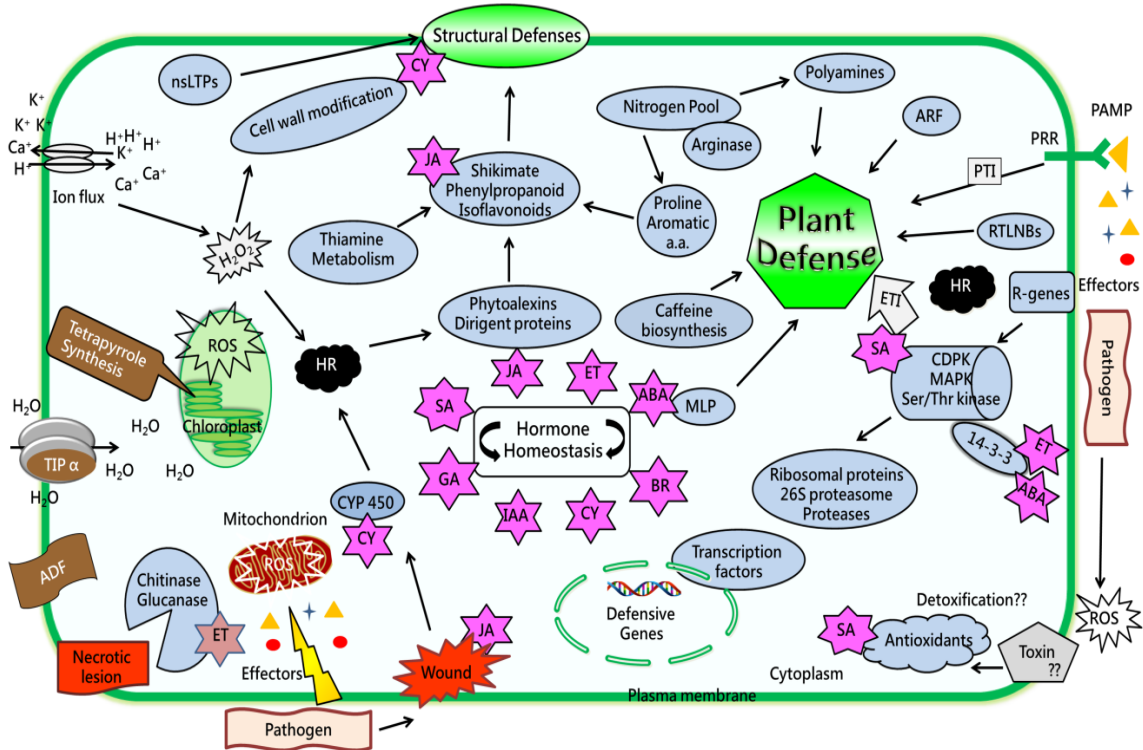 Structural Defenses
CY
nsLTPs
Cell wall modification
Polyamines
Nitrogen Pool
Arginase
ARF
PAMP
PRR
PTI
K⁺
K⁺ K⁺
Ca²⁺
H⁺
H⁺H⁺ H⁺
K⁺
Ca²⁺ Ca²⁺
Ion flux
JA
Shikimate
Phenylpropanoid
Isoflavonoids
Proline
Aromatic
a.a.
Plant
Defense
RTLNBs
Thiamine
Metabolism
H₂O₂
HR
R-genes
Effectors
ETI
Phytoalexins
Dirigent proteins
Caffeine
biosynthesis
Tetrapyrrole
Synthesis
ROS
Chloroplast
HR
SA
CDPK
MAPK
Ser/Thr kinase
Pathogen
JA
ET
ABA
MLP
SA
Hormone
Homeostasis
GA
BR
IAA
CY
14-3-3
ET
ABA
H₂O
H₂O
TIP α
H₂O
H₂O
H₂O
Ribosomal proteins
26S proteasome
Proteases
CYP 450
CY
Mitochondrion
ROS
ADF
Chitinase
Glucanase
ET
Transcription
factors
Defensive
Genes
Detoxification??
ROS
SA
Antioxidants
Toxin
??
Necrotic
lesion
Effectors
JA
Wound
Cytoplasm
Plasma membrane
Pathogen